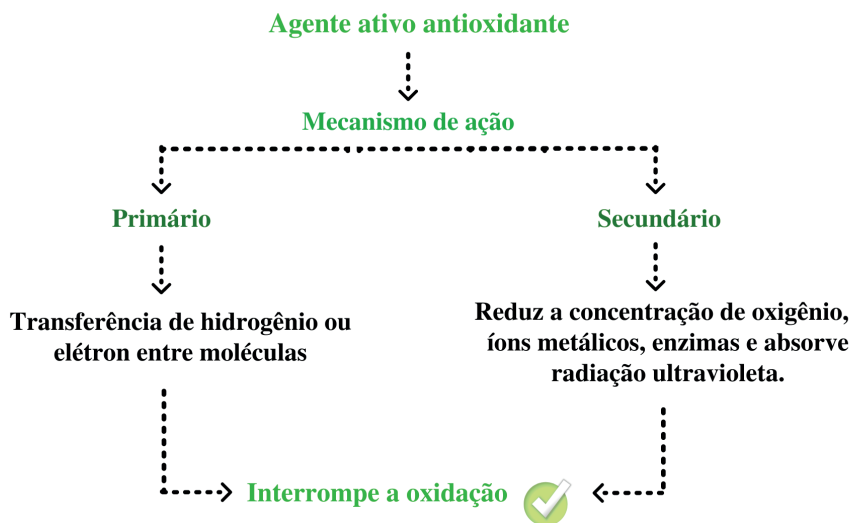 Agente ativo antioxidante
Mecanismo de ação
Primário
Secundário
Transferência de hidrogênio ou
elétron entre moléculas
Reduz a concentração de oxigênio,
íons metálicos, enzimas e absorve
radiação ultravioleta.
Interrompe a oxidação